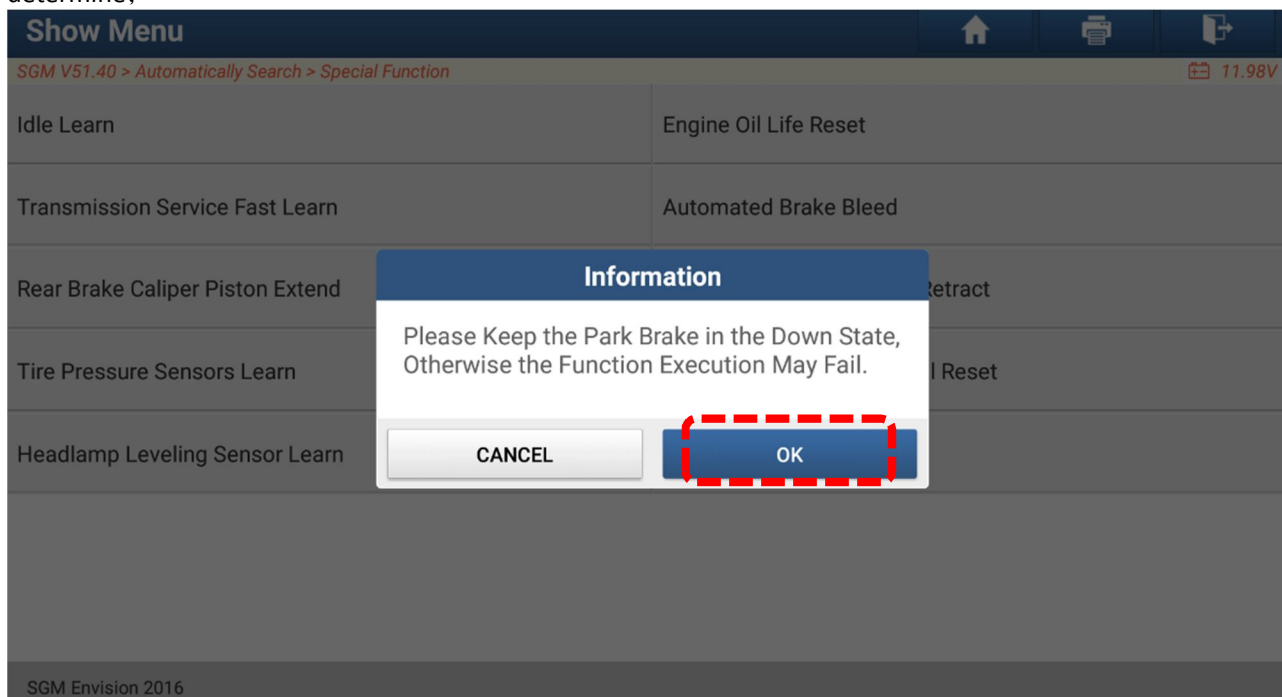 determine;
Show Menu
SGM V51.40 > Automatically Search > Special Function
11.98V
Idle Learn
Engine Oil Life Reset
Transmission Service Fast Learn
Automated Brake Bleed
Rear Brake Caliper Piston Extend
Retract
Tire Pressure Sensors Learn
l Reset
Headlamp Leveling Sensor Learn
Information
Please Keep the Park Brake in the Down State,
Otherwise the Function Execution May Fail.
CANCEL
OK
SGM Envision 2016